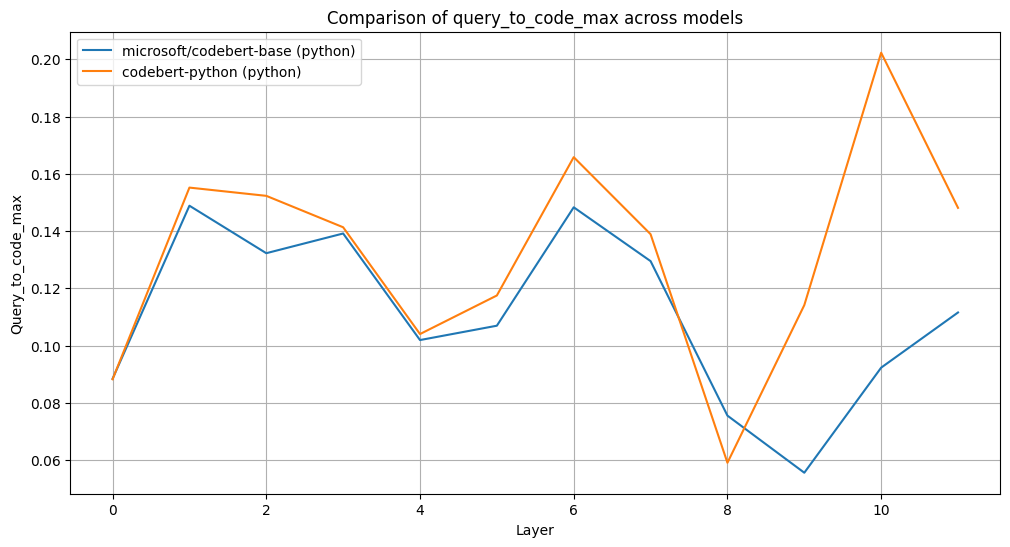 Comparison of query_to_code_max across models
microsoft/codebert-base (python)
codebert-python (python)
Query_to_code_max
0.20
0.18
0.16
0.14
0.12
0.10
0.08
0.06
0 2 4 6 8 10
Layer